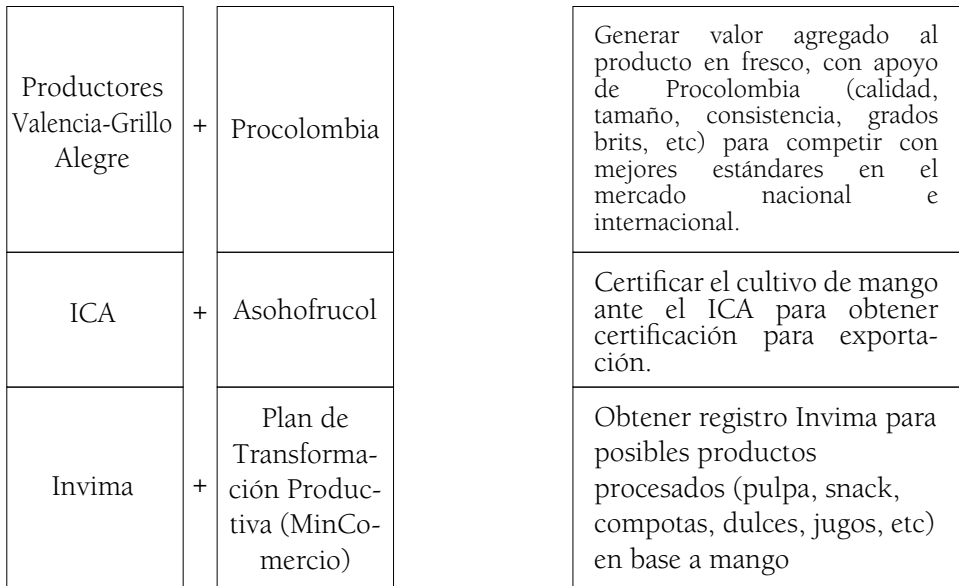 Productores
Valencia-Grillo
Alegre
+
Procolombia
Generar valor agregado al
producto en fresco, con apoyo
de Procolombia (calidad,
tamaño, consistencia, grados
brits, etc) para competir con
mejores estándares en el
mercado nacional e
internacional.
ICA
+
Asohofrucol
Certificar el cultivo de mango
ante el ICA para obtener
certificación para exporta-
ción.
Invima
+
Plan de
Transforma-
ción Produc-
tiva (MinCo-
mercio)
Obtener registro Invima para
posibles productos
procesados (pulpa, snack,
compotas, dulces, jugos, etc)
en base a mango